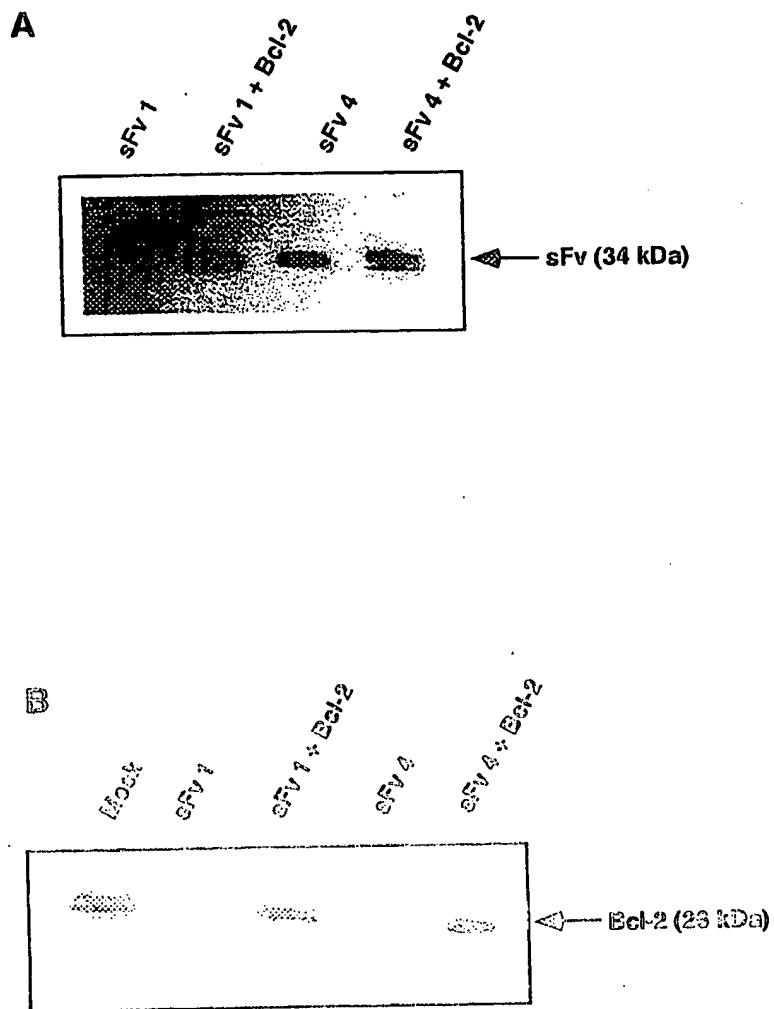 A
sFv 1
sFv 1 + Bcl-2
sFv 4
sFv 4 + Bcl-2
sFv (34 kDa)
B
Mock
sFv 1
sFv 1 + Bcl-2
sFv 4
sFv 4 + Bcl-2
Bcl-2 (26 kDa)